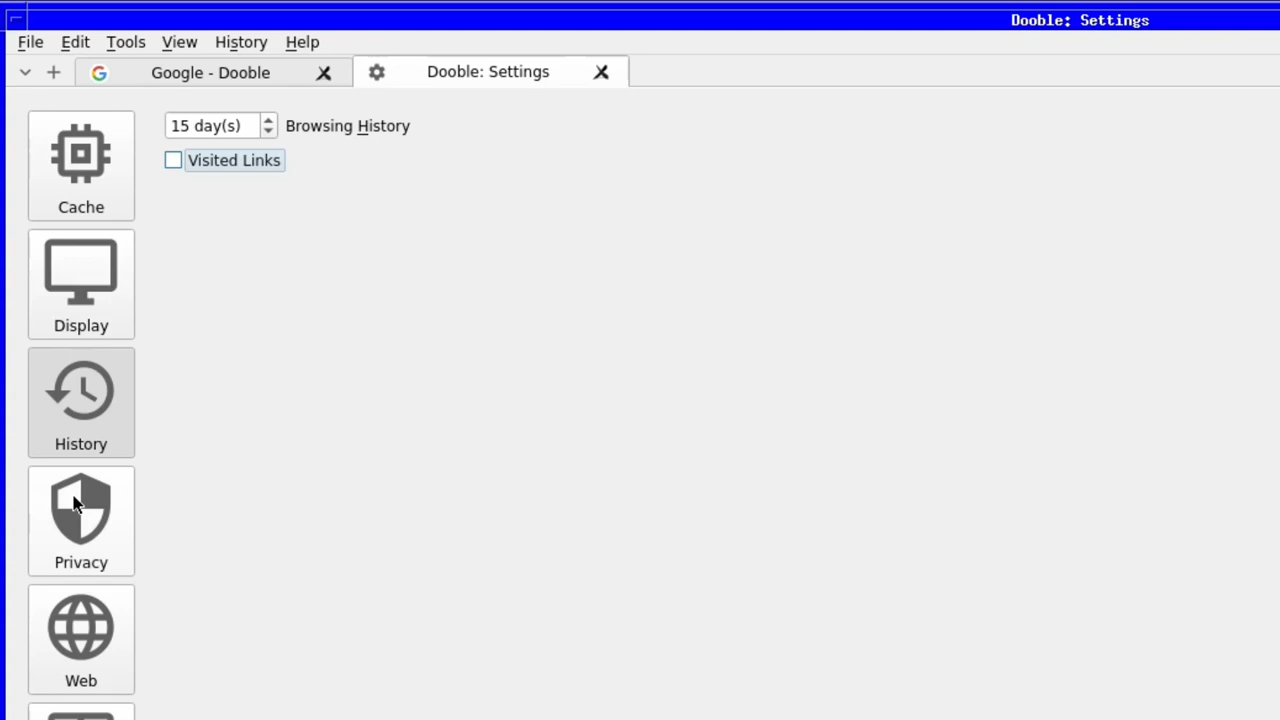 Dooble: Settings
File Edit Tools View History Help
Google - Dooble Dooble: Settings
15 day(s) Browsing History
Visited Links
Cache
Display
History
Privacy
Web